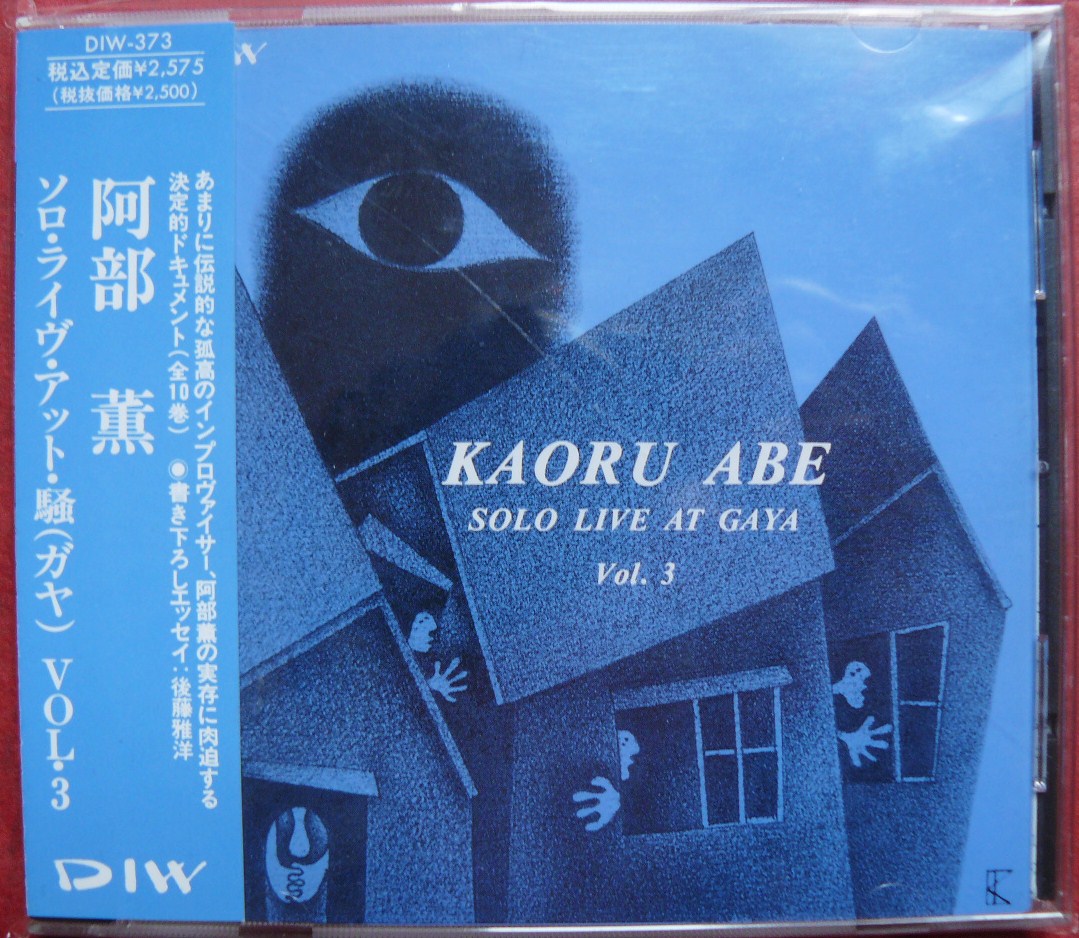 DIW-373
税込定価¥2,575
(税抜価格¥2,500)
あまりに伝説的な孤高のインプロヴァイサー、阿部薫の実存に肉迫する
決定的ドキュメント(全10巻) ◉書き下ろしエッセイ:後藤雅洋
阿部 薫
ソロ・ライヴ・アット・騒(ガヤ) VOL・3
DIW
KAORU ABE
SOLO LIVE AT GAYA
Vol. 3